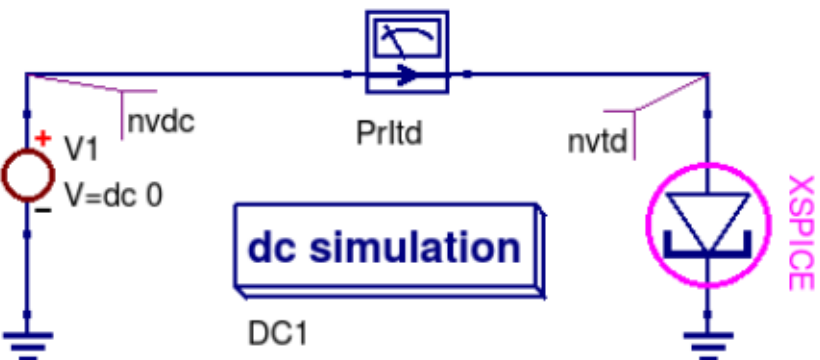 nvdc
PrItd
nvtd
+
V1
V=dc 0
-
dc simulation
DC1
XSPICE